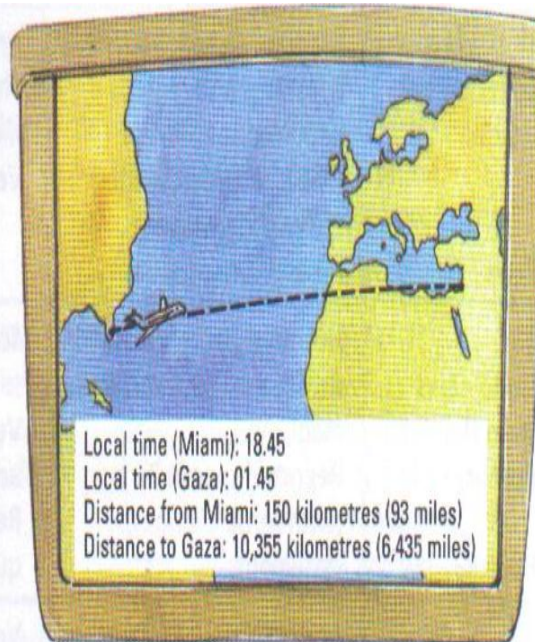 Local time (Miami): 18.45
Local time (Gaza): 01.45
Distance from Miami: 150 kilometres (93 miles)
Distance to Gaza: 10,355 kilometres (6,435 miles)